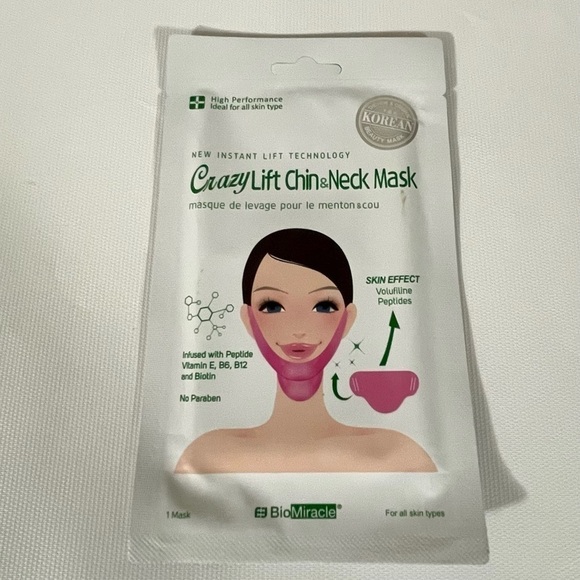 High Performance
Ideal for all skin type
KOREAN
BEAUTY MASK
NEW INSTANT LIFT TECHNOLOGY
Crazy Lift Chin & Neck Mask
masque de levage pour le menton & cou
SKIN EFFECT
Volufiline
Peptides
Infused with Peptide
Vitamin E, B6, B12
and Biotin
No Paraben
1 Mask
BioMiracle®
For all skin types